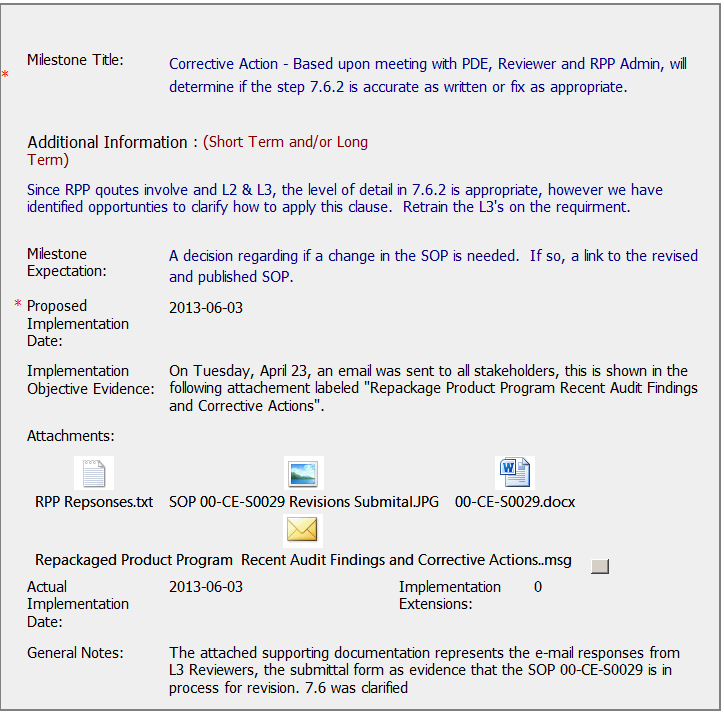 Milestone Title:
Corrective Action - Based upon meeting with PDE, Reviewer and RPP Admin, will
* determine if the step 7.6.2 is accurate as written or fix as appropriate.
Additional Information : (Short Term and/or Long
Term)
Since RPP qoutes involve and L2 & L3, the level of detail in 7.6.2 is appropriate, however we have
identified opportunties to clarify how to apply this clause. Retrain the L3's on the requirment.
Milestone
Expectation:
A decision regarding if a change in the SOP is needed. If so, a link to the revised
and published SOP.
* Proposed
Implementation
Date:
2013-06-03
Implementation
Objective Evidence:
On Tuesday, April 23, an email was sent to all stakeholders, this is shown in the
following attachement labeled "Repackage Product Program Recent Audit Findings
and Corrective Actions".
Attachments:
RPP Repsonses.txt
SOP 00-CE-S0029 Revisions Submital.JPG
00-CE-S0029.docx
Repackaged Product Program Recent Audit Findings and Corrective Actions..msg
Actual
Implementation
Date:
2013-06-03
Implementation
Extensions:
0
General Notes:
The attached supporting documentation represents the e-mail responses from
L3 Reviewers, the submittal form as evidence that the SOP 00-CE-S0029 is in
process for revision. 7.6 was clarified